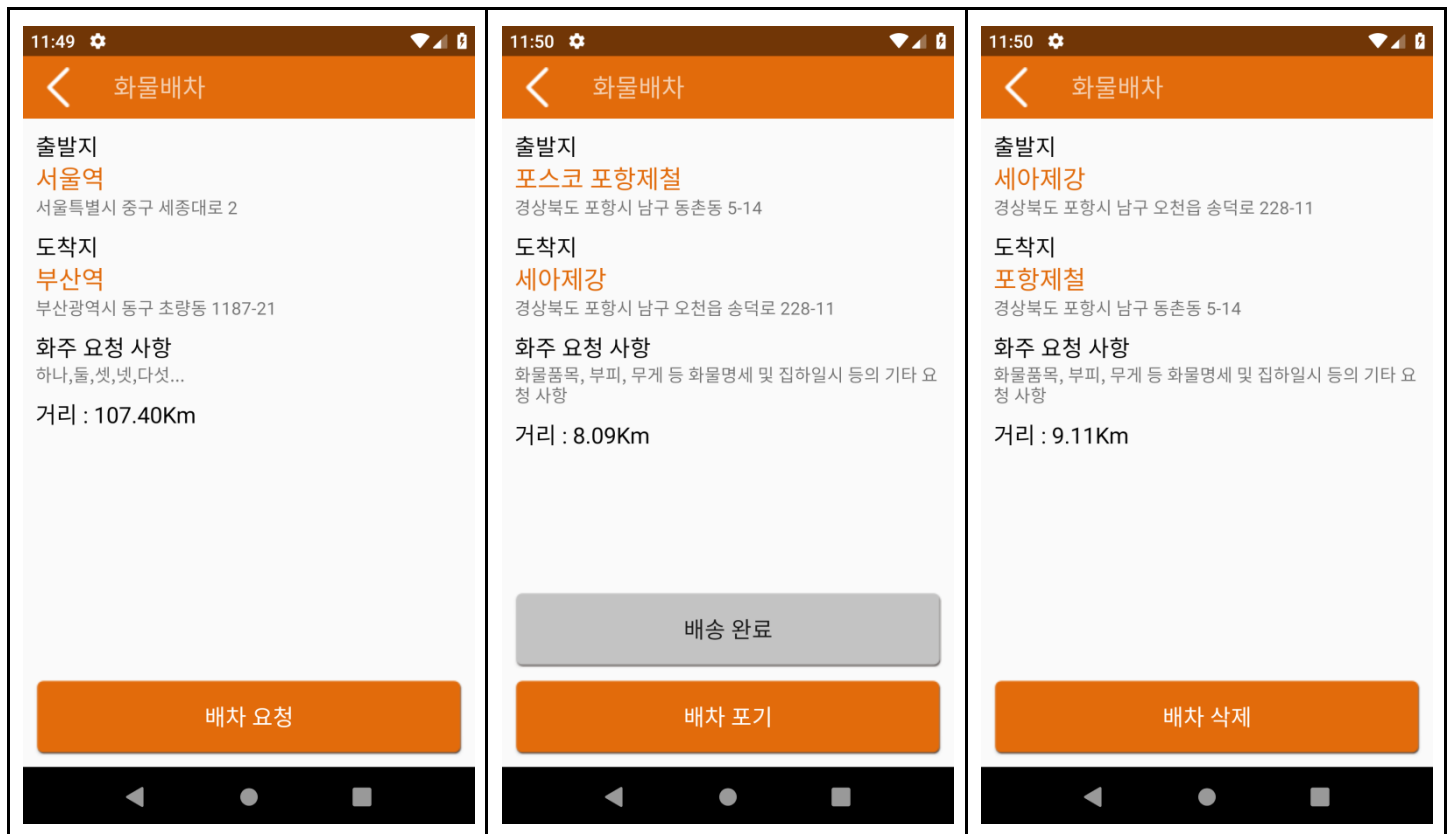 11:49
화물배차
출발지
서울역
서울특별시 중구 세종대로 2
도착지
부산역
부산광역시 동구 초량동 1187-21
화주 요청 사항
하나,둘,셋,넷,다섯...
거리 : 107.40Km
배차 요청
11:50
화물배차
출발지
포스코 포항제철
경상북도 포항시 남구 동촌동 5-14
도착지
세아제강
경상북도 포항시 남구 오천읍 송덕로 228-11
화주 요청 사항
화물품목, 부피, 무게 등 화물명세 및 집하일시 등의 기타 요
청 사항
거리 : 8.09Km
배송 완료
배차 포기
11:50
화물배차
출발지
세아제강
경상북도 포항시 남구 오천읍 송덕로 228-11
도착지
포항제철
경상북도 포항시 남구 동촌동 5-14
화주 요청 사항
화물품목, 부피, 무게 등 화물명세 및 집하일시 등의 기타 요
청 사항
거리 : 9.11Km
배차 삭제